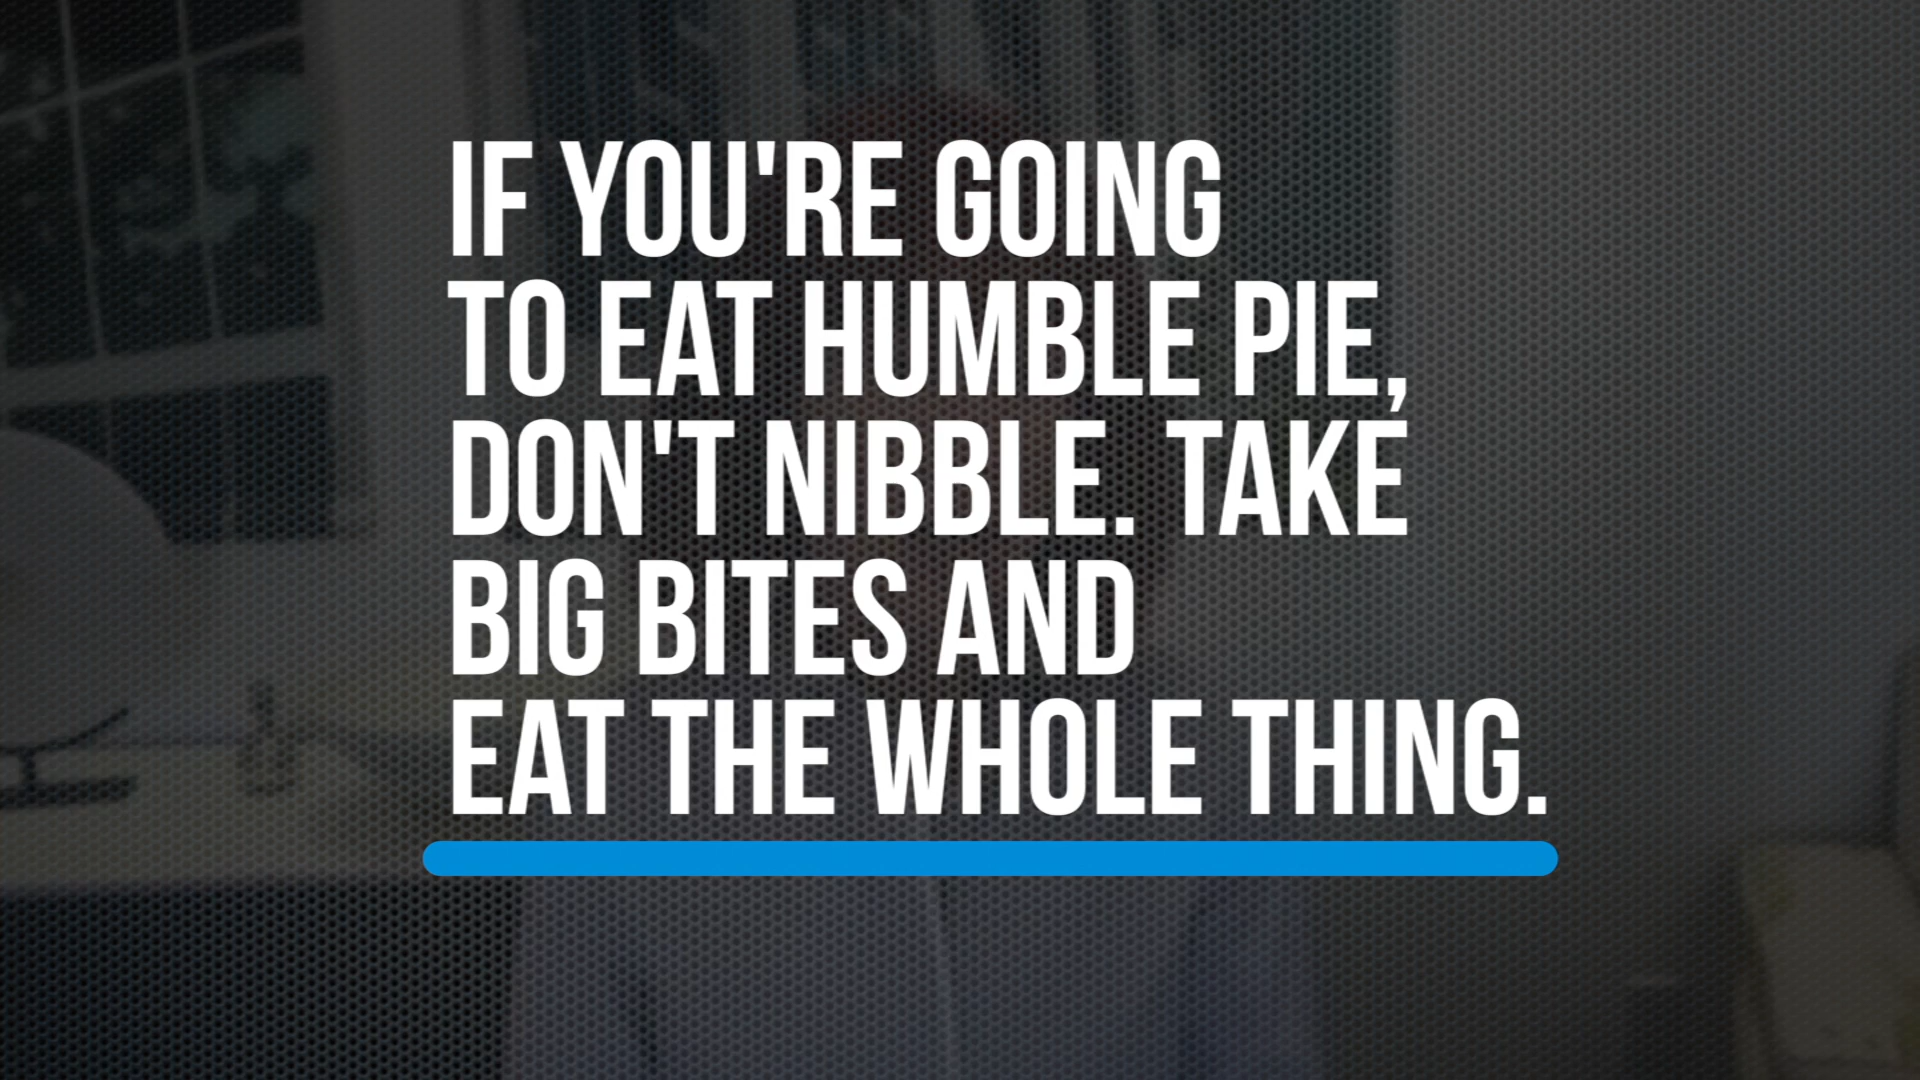 IF YOU'RE GOING
TO EAT HUMBLE PIE,
DON'T NIBBLE. TAKE
BIG BITES AND
EAT THE WHOLE THING.